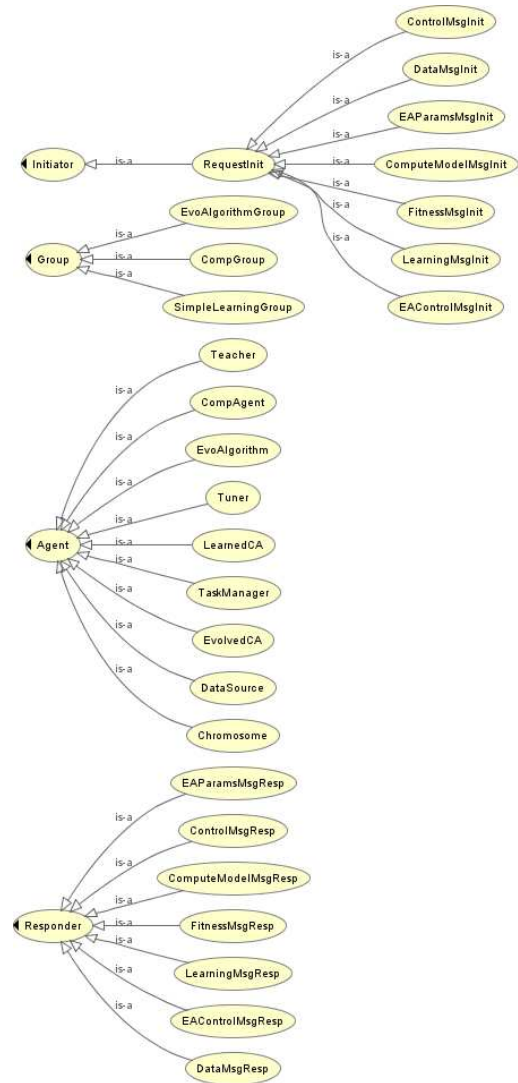 ControlMsgInit
is-a
DataMsgInit
is-a
EAParamsMsgInit
is-a
Initiator
is-a
RequestInit
is-a
ComputeModelMsgInit
is-a
FitnessMsgInit
is-a
LearningMsgInit
is-a
EAControlMsgInit
EvoAlgorithmGroup
is-a
Group
is-a
CompGroup
is-a
SimpleLearningGroup
Teacher
is-a
CompAgent
is-a
EvoAlgorithm
is-a
Tuner
is-a
Agent
is-a
LearnedCA
is-a
TaskManager
is-a
EvolvedCA
is-a
DataSource
is-a
Chromosome
EAParamsMsgResp
is-a
ControlMsgResp
is-a
ComputeModelMsgResp
is-a
Responder
is-a
FitnessMsgResp
is-a
LearningMsgResp
is-a
EAControlMsgResp
is-a
DataMsgResp